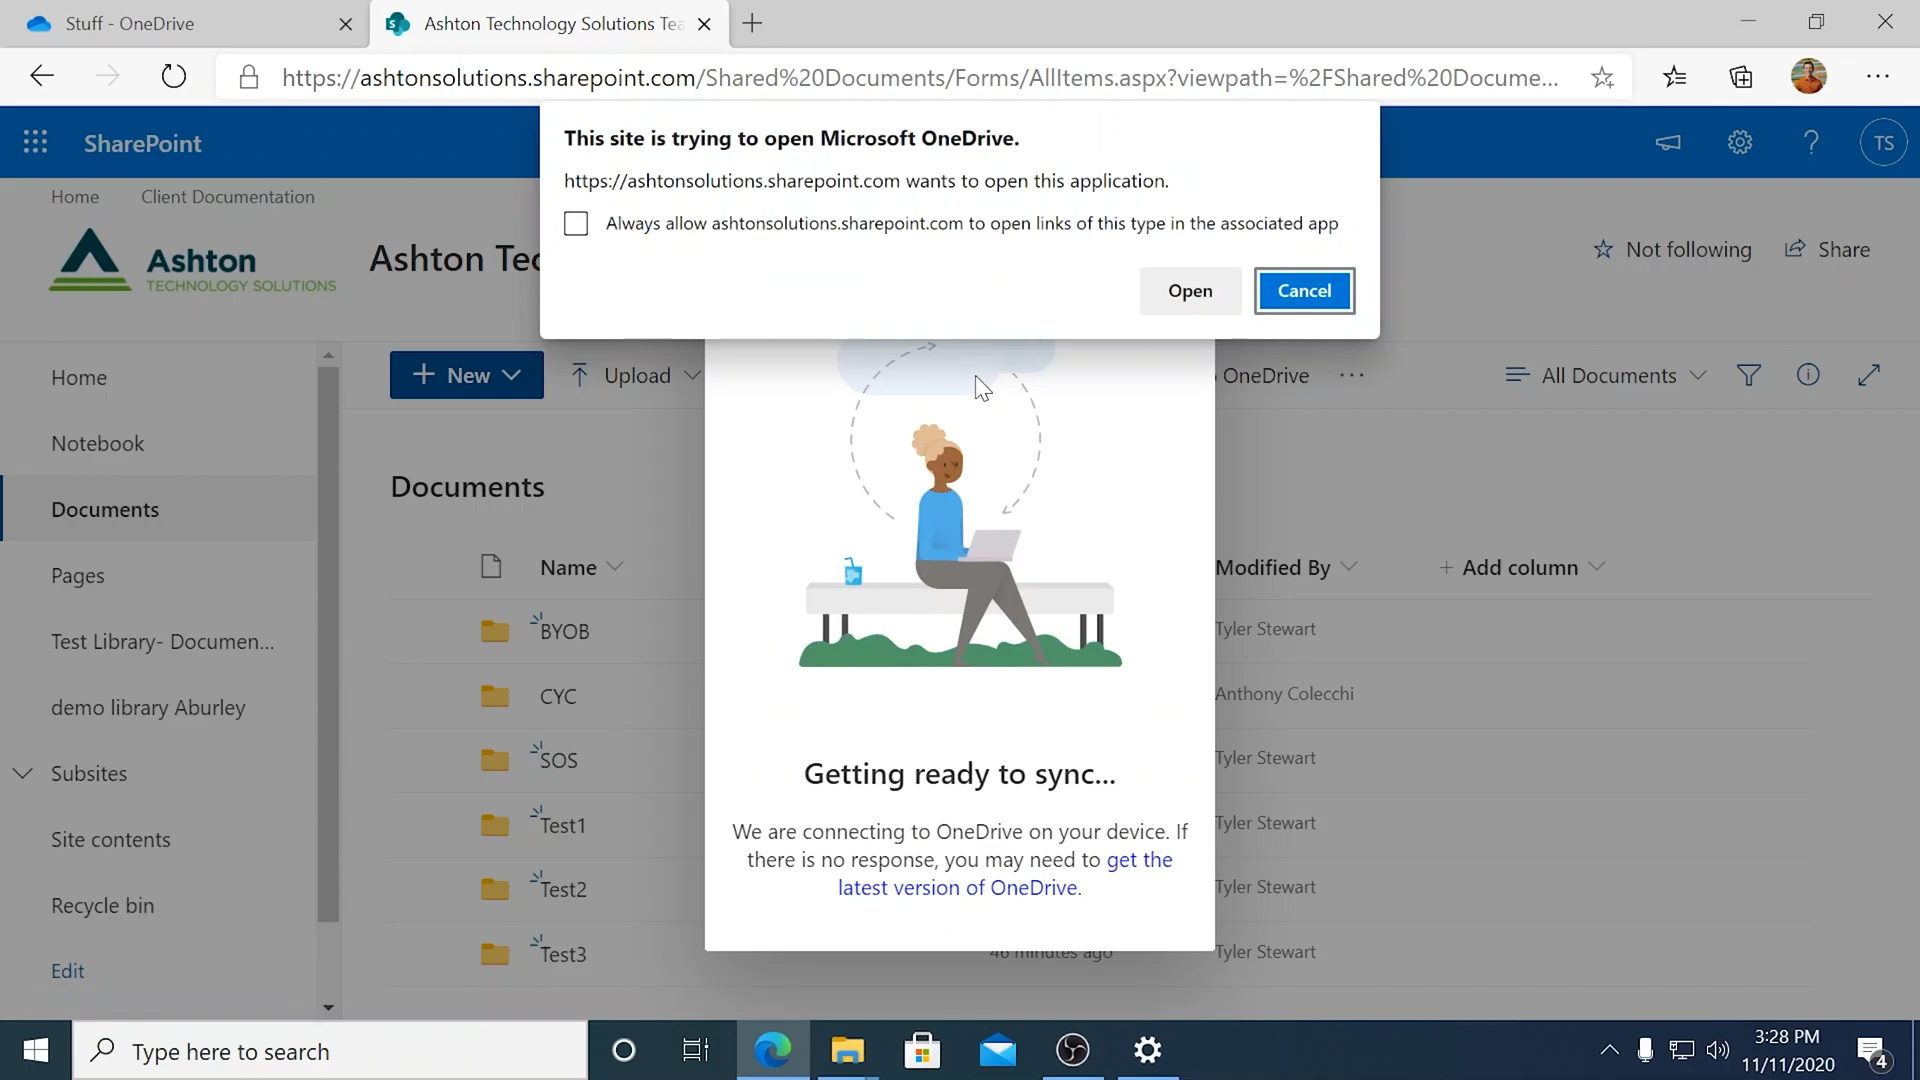 Stuff - OneDrive
Ashton Technology Solutions Tea
https://ashtonsolutions.sharepoint.com/Shared%20Documents/Forms/AllItems.aspx?viewpath=%2FShared%20Docume...
SharePoint
TS
This site is trying to open Microsoft OneDrive.
https://ashtonsolutions.sharepoint.com wants to open this application.
Always allow ashtonsolutions.sharepoint.com to open links of this type in the associated app
Open
Cancel
Home
Client Documentation
Ashton
TECHNOLOGY SOLUTIONS
Ashton Tec
Not following
Share
Home
Notebook
Documents
Pages
Test Library- Documen...
demo library Aburley
Subsites
Site contents
Recycle bin
Edit
+ New
Upload
OneDrive
...
All Documents
Documents
Name
Modified By
+ Add column
BYOB
Tyler Stewart
CYC
Anthony Colecchi
SOS
Tyler Stewart
Test1
Tyler Stewart
Test2
Tyler Stewart
Test3
46 minutes ago
Tyler Stewart
Getting ready to sync...
We are connecting to OneDrive on your device. If
there is no response, you may need to get the
latest version of OneDrive.
Type here to search
3:28 PM
11/11/2020
4